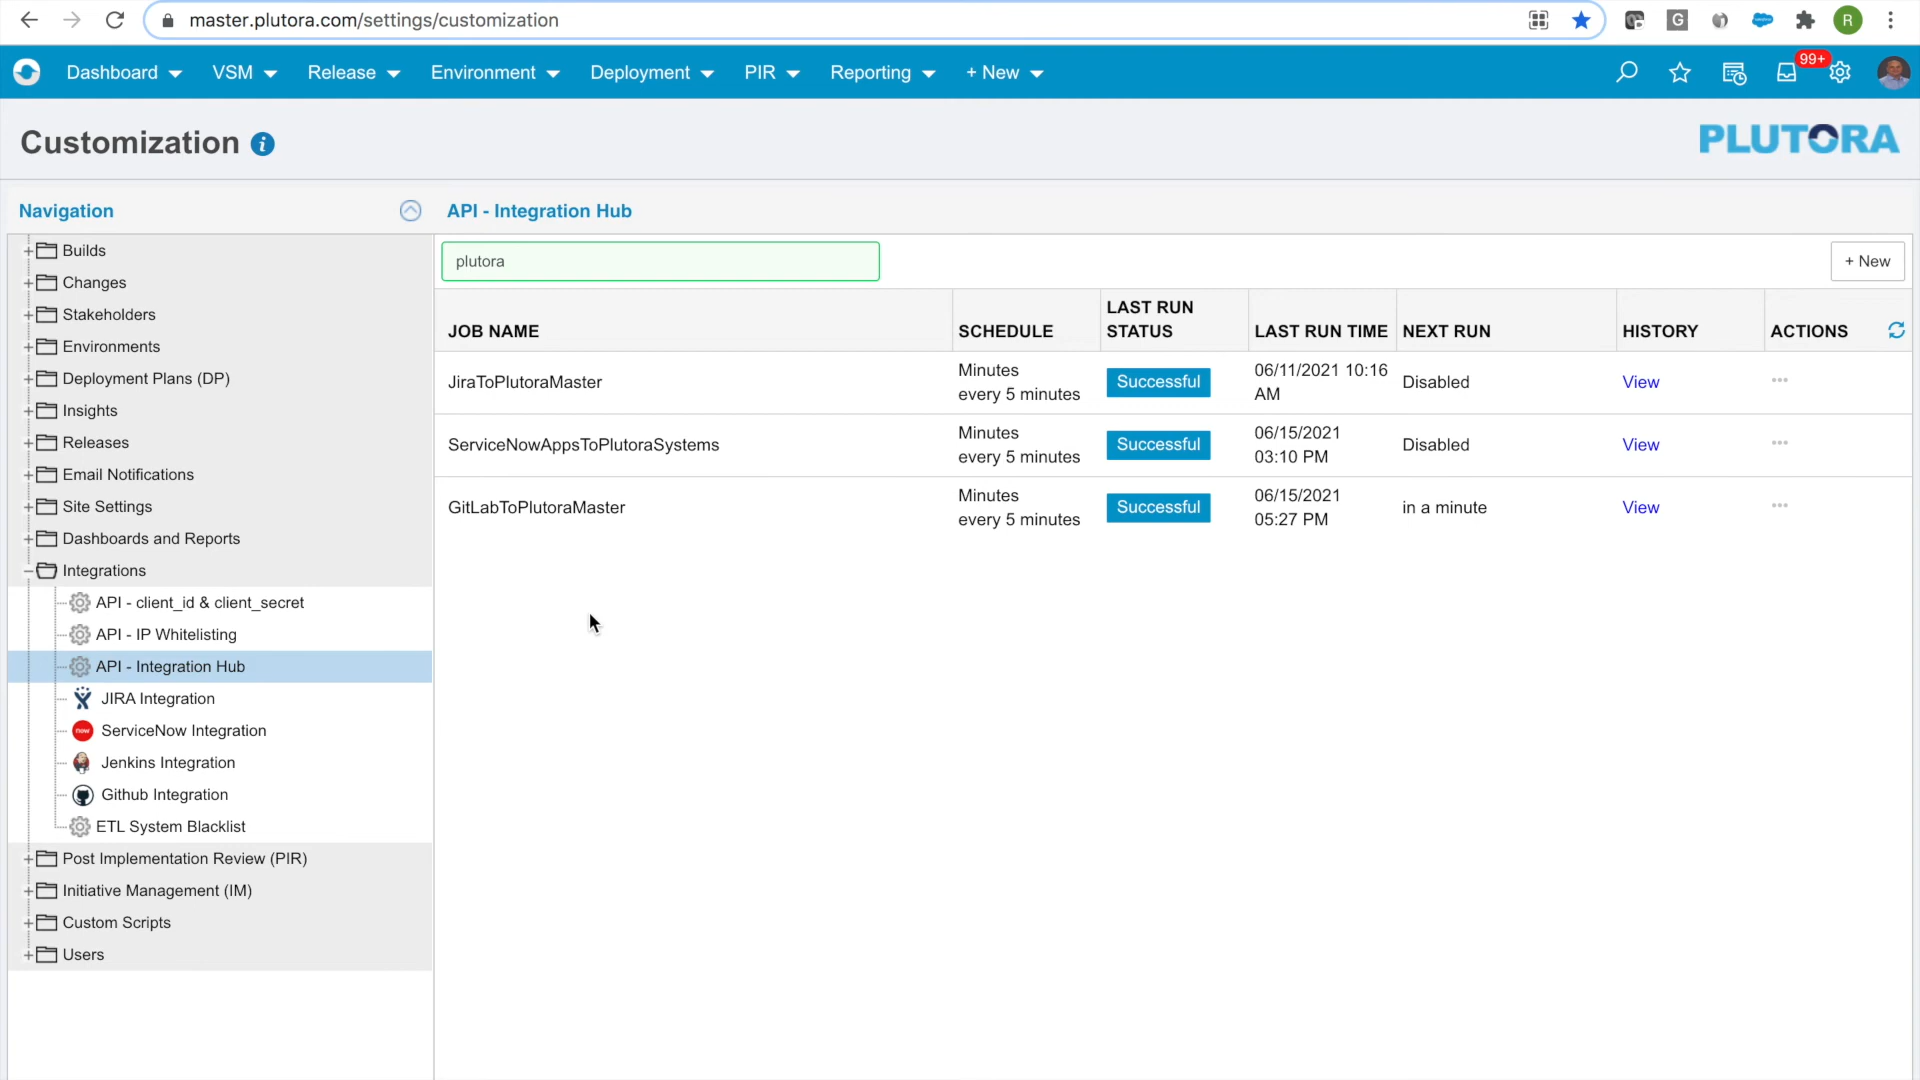 master.plutora.com/settings/customization
G
R
Dashboard VSM Release Environment Deployment PIR Reporting + New
99+
Customization i
PLUTORA
Navigation
API - Integration Hub
Builds
Changes
Stakeholders
Environments
Deployment Plans (DP)
Insights
Releases
Email Notifications
Site Settings
Dashboards and Reports
Integrations
API - client_id & client_secret
API - IP Whitelisting
API - Integration Hub
JIRA Integration
now ServiceNow Integration
Jenkins Integration
Github Integration
ETL System Blacklist
Post Implementation Review (PIR)
Initiative Management (IM)
Custom Scripts
Users
plutora
+ New
JOB NAME SCHEDULE LAST RUN STATUS LAST RUN TIME NEXT RUN HISTORY ACTIONS
JiraToPlutoraMaster Minutes every 5 minutes Successful 06/11/2021 10:16 AM Disabled View
ServiceNowAppsToPlutoraSystems Minutes every 5 minutes Successful 06/15/2021 03:10 PM Disabled View
GitLabToPlutoraMaster Minutes every 5 minutes Successful 06/15/2021 05:27 PM in a minute View